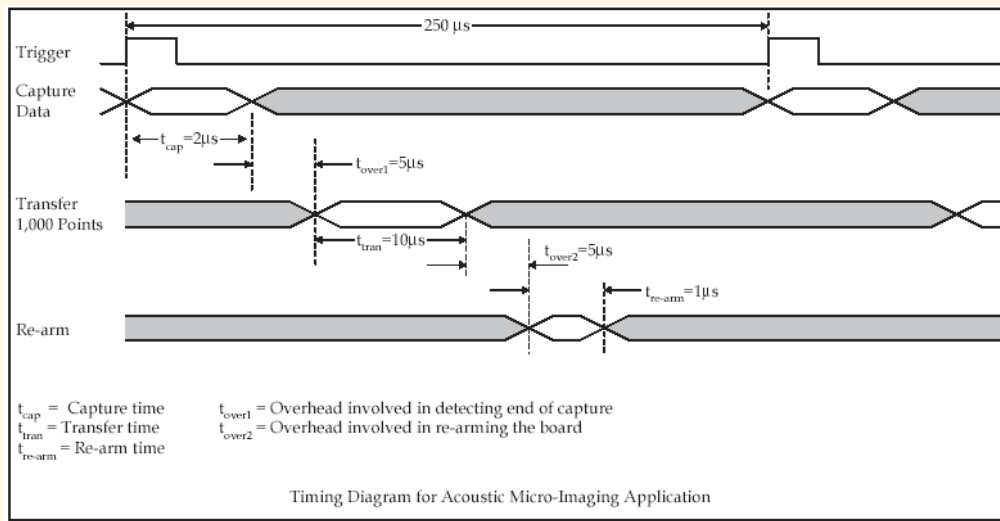 250 μs
Trigger
Capture
Data
t_cap=2μs
t_over1=5μs
Transfer
1,000 Points
t_tran=10μs
t_over2=5μs
t_re-arm=1μs
Re-arm
t_cap = Capture time
t_over1 = Overhead involved in detecting end of capture
t_tran = Transfer time
t_over2 = Overhead involved in re-arming the board
t_re-arm = Re-arm time
Timing Diagram for Acoustic Micro-Imaging Application